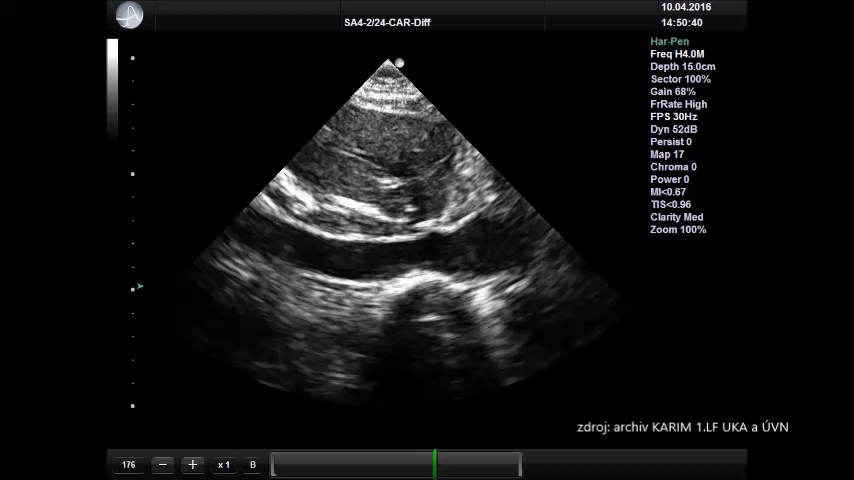 10.04.2016
SA4-2/24-CAR-Diff
14:50:40
Har-Pen
Freq H4.0M
Depth 15.0cm
Sector 100%
Gain 68%
FrRate High
FPS 30Hz
Dyn 52dB
Persist 0
Map 17
Chroma 0
Power 0
MI<0.67
TIS<0.96
Clarity Med
Zoom 100%
zdroj: archiv KARIM 1.LF UKA a ÚVN
176
x 1
B